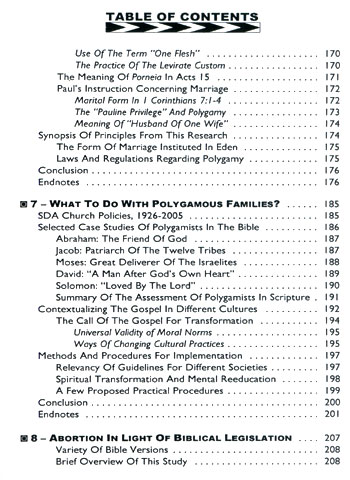 TABLE OF CONTENTS
Use Of The Term "One Flesh" . . . . . . . . . . . . . . . . . 170
The Practice Of The Levirate Custom . . . . . . . . . . . 170
The Meaning Of Porneia In Acts 15 . . . . . . . . . . . . . 171
Paul's Instruction Concerning Marriage . . . . . . . . . . . 172
Marital Form In 1 Corinthians 7:1-4 . . . . . . . . . . . 172
The "Pauline Privilege" And Polygamy . . . . . . . . . . 173
Meaning Of "Husband Of One Wife" . . . . . . . . . . . 174
Synopsis Of Principles From This Research . . . . . . . . . . . 174
The Form Of Marriage Instituted In Eden . . . . . . . . . 175
Laws And Regulations Regarding Polygamy . . . . . . . . 175
Conclusion . . . . . . . . . . . . . . . . . . . . . . . . . . . . . . . . 176
Endnotes . . . . . . . . . . . . . . . . . . . . . . . . . . . . . . . . 176
7 – WHAT TO DO WITH POLYGAMOUS FAMILIES? . . . . . . 185
SDA Church Policies, 1926-2005 . . . . . . . . . . . . . . . . . . 185
Selected Case Studies Of Polygamists In The Bible . . . . . . . 186
Abraham: The Friend Of God . . . . . . . . . . . . . . . . . 187
Jacob: Patriarch Of The Twelve Tribes . . . . . . . . . . . 187
Moses: Great Deliverer Of The Israelites . . . . . . . . . . 188
David: "A Man After God's Own Heart" . . . . . . . . . . . 189
Solomon: "Loved By The Lord" . . . . . . . . . . . . . . . . 190
Summary Of The Assessment Of Polygamists In Scripture . 191
Contextualizing The Gospel In Different Cultures . . . . . . . . 192
The Call Of The Gospel For Transformation . . . . . . . . 194
Universal Validity of Moral Norms . . . . . . . . . . . . . 195
Ways Of Changing Cultural Practices . . . . . . . . . . . . 195
Methods And Procedures For Implementation . . . . . . . . . . 197
Relevancy Of Guidelines For Different Societies . . . . . . 197
Spiritual Transformation And Mental Reeducation . . . . . 198
A Few Proposed Practical Procedures . . . . . . . . . . . . 199
Conclusion . . . . . . . . . . . . . . . . . . . . . . . . . . . . . . . . 200
Endnotes . . . . . . . . . . . . . . . . . . . . . . . . . . . . . . . . 201
8 – ABORTION IN LIGHT OF BIBLICAL LEGISLATION . . . . 207
Variety Of Bible Versions . . . . . . . . . . . . . . . . . . . . 208
Brief Overview Of This Study . . . . . . . . . . . . . . . . . 208